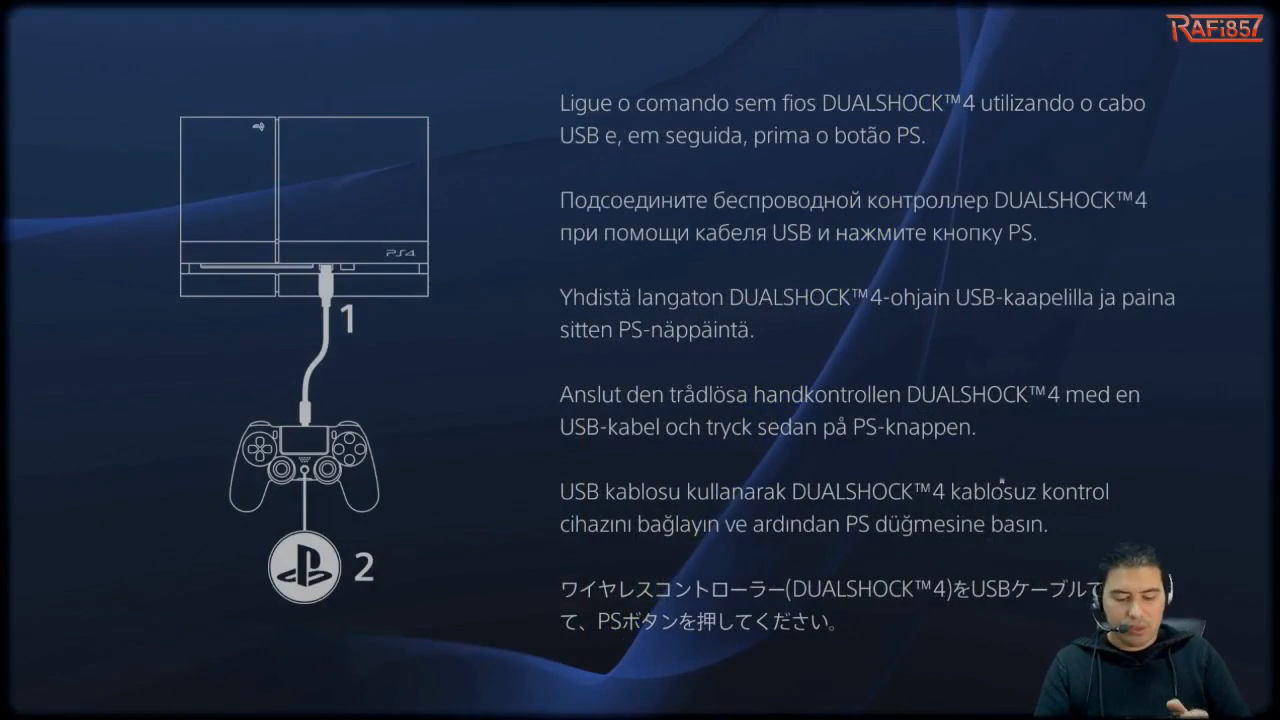 RAFi857
Ligue o comando sem fios DUALSHOCK™4 utilizando o cabo
USB e, em seguida, prima o botão PS.
Подсоедините беспроводной контроллер DUALSHOCK™4
при помощи кабеля USB и нажмите кнопку PS.
Yhdistä langaton DUALSHOCK™4-ohjain USB-kaapelilla ja paina
sitten PS-näppäintä.
Anslut den trådlösa handkontrollen DUALSHOCK™4 med en
USB-kabel och tryck sedan på PS-knappen.
USB kablosu kullanarak DUALSHOCK™4 kablosuz kontrol
cihazını bağlayın ve ardından PS düğmesine basın.
ワイヤレスコントローラー(DUALSHOCK™4)をUSBケーブルで
て、PSボタンを押してください。
PS4
1
2